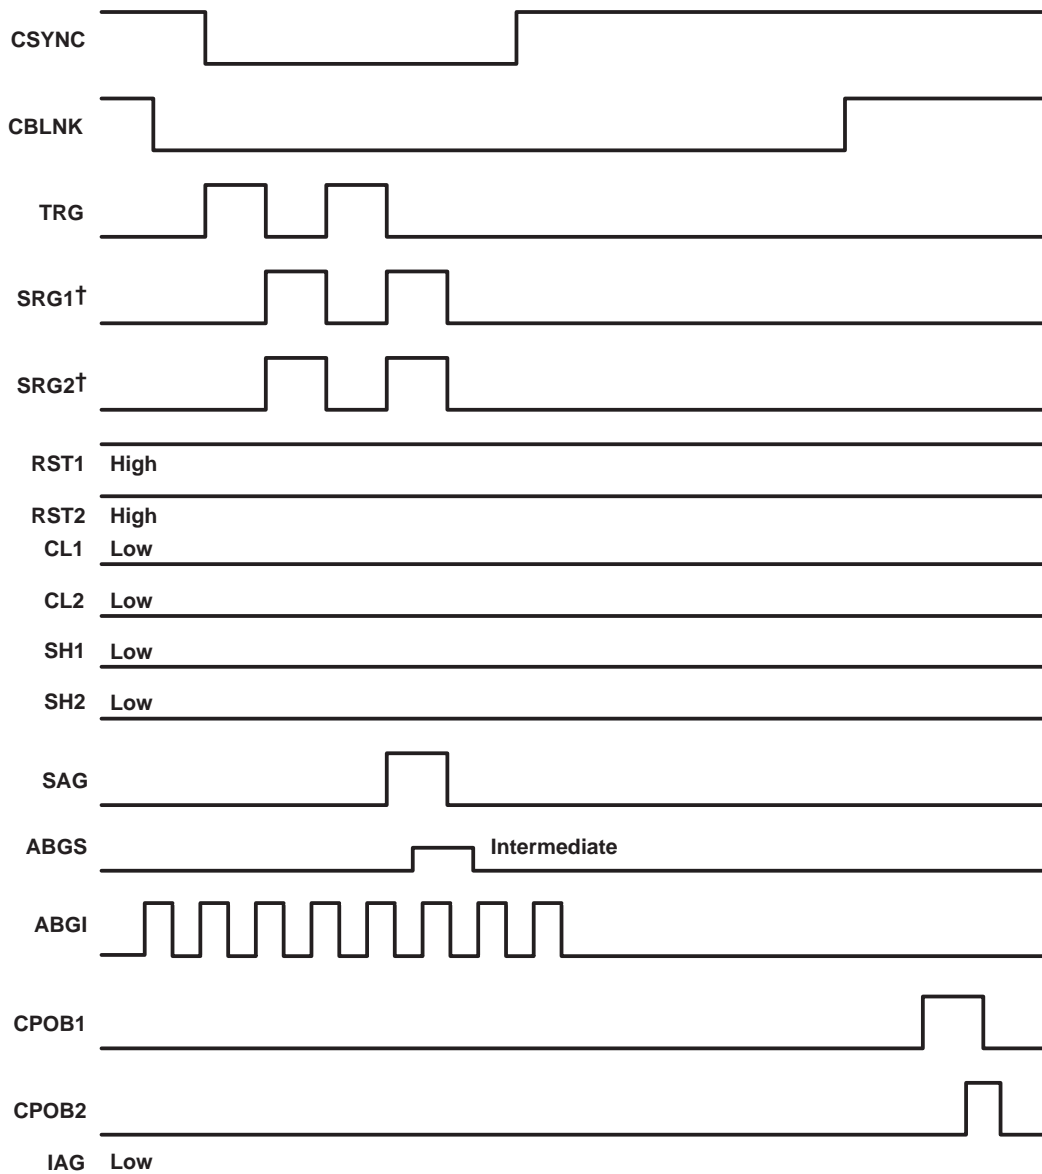 CSYNC
CBLNK
TRG
SRG1†
SRG2†
RST1 High
RST2 High
CL1 Low
CL2 Low
SH1 Low
SH2 Low
SAG
ABGS Intermediate
ABGI
CPOB1
CPOB2
IAG Low